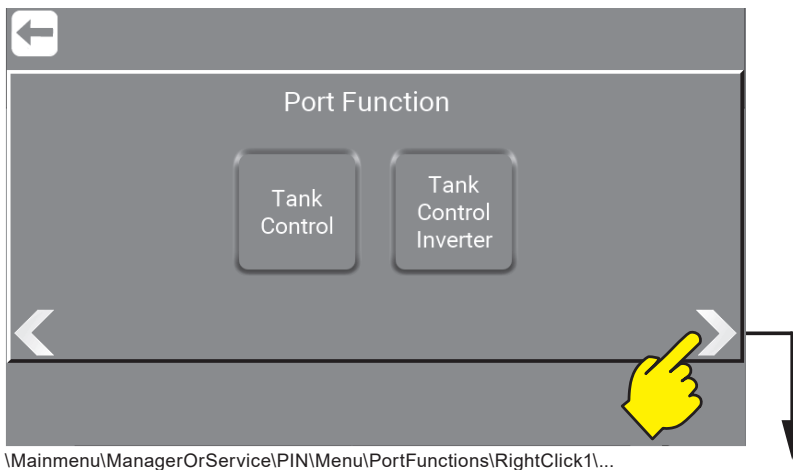 Port Function
Tank
Control
Tank
Control
Inverter
\Mainmenu\ManagerOrService\PIN\Menu\PortFunctions\RightClick1\...